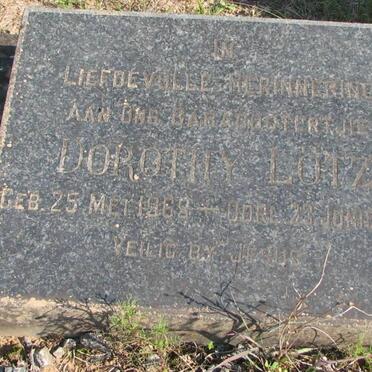 IN
LIEFDEVOLLE HERINNERING
AAN ONS
DOROTHY LOTZ
GEB. 25 MEI 1969 — OORL. 23 JUNIE
VEILIG BY JESUS